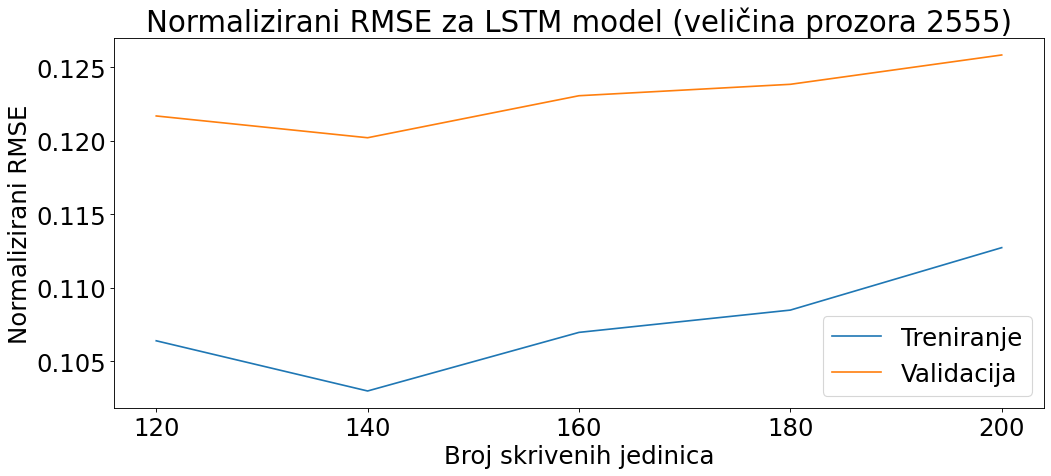 Normalizirani RMSE za LSTM model (veličina prozora 2555)
Normalizirani RMSE
0.125
0.120
0.115
0.110
0.105
120 140 160 180 200
Broj skrivenih jedinica
Treniranje
Validacija